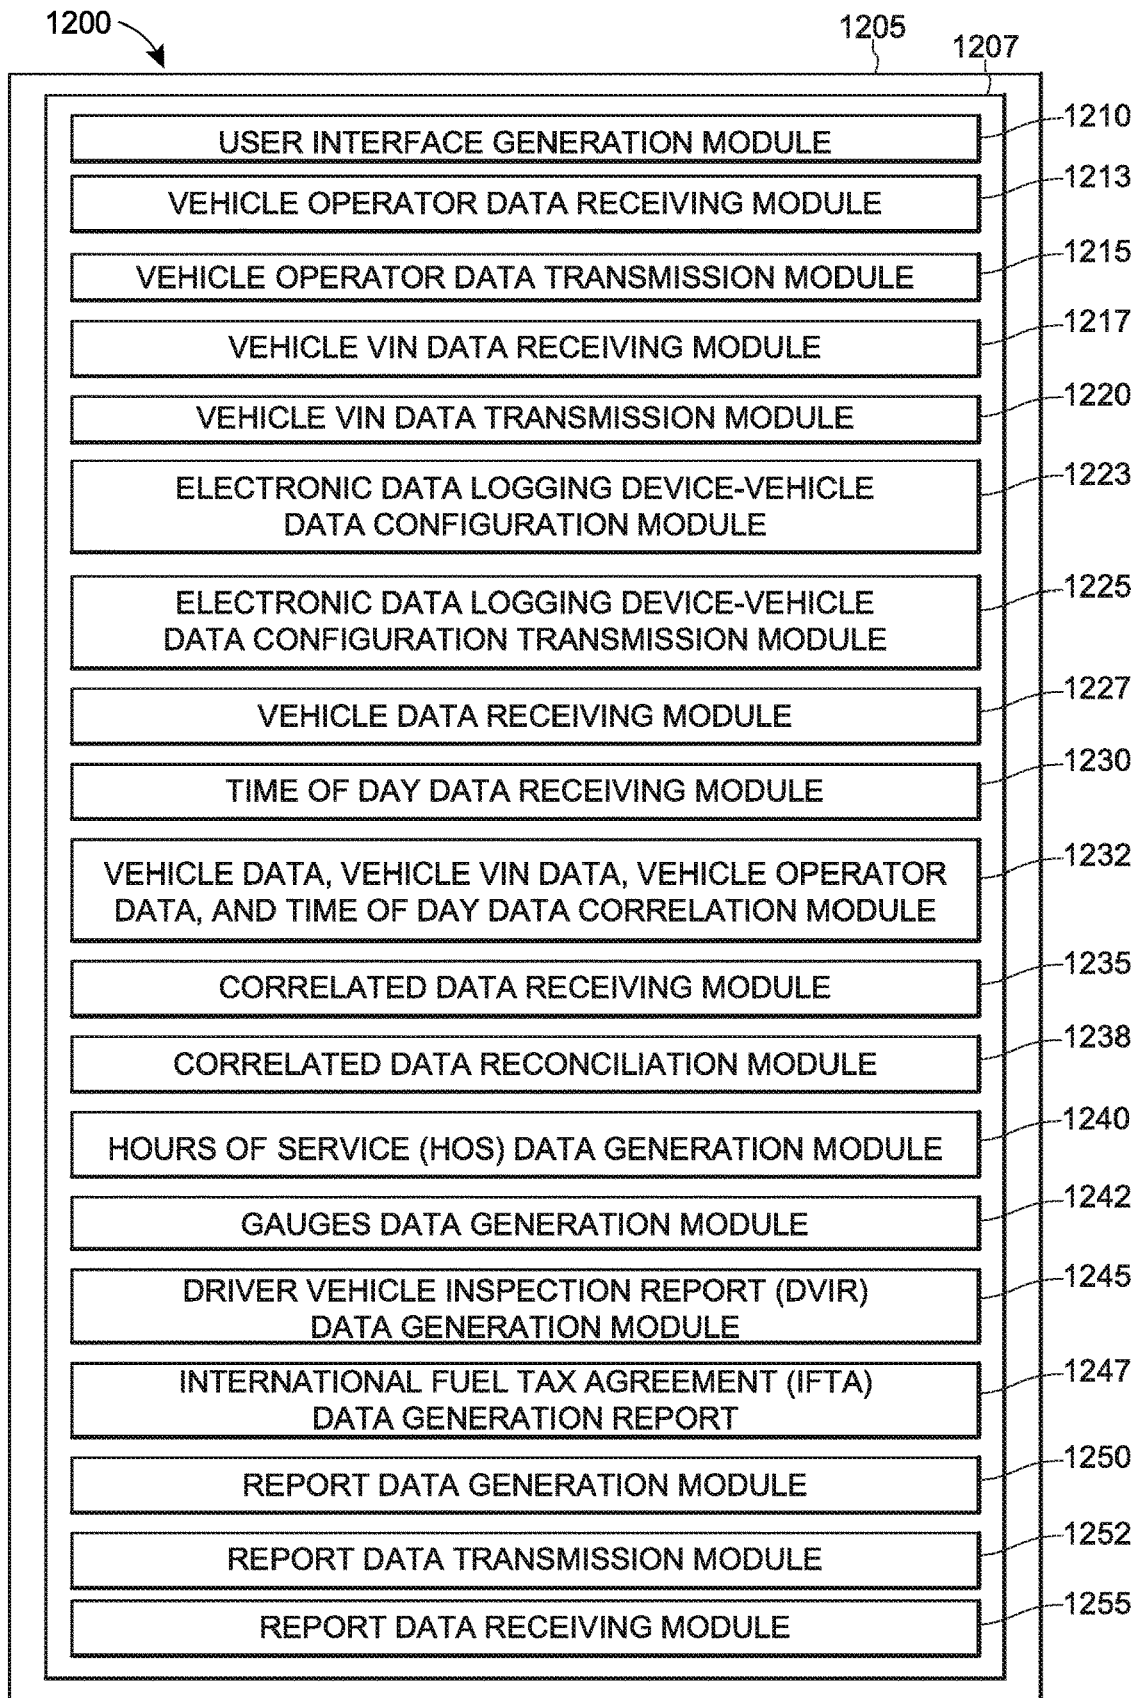 1200
1205
1207
USER INTERFACE GENERATION MODULE
1210
VEHICLE OPERATOR DATA RECEIVING MODULE
1213
VEHICLE OPERATOR DATA TRANSMISSION MODULE
1215
VEHICLE VIN DATA RECEIVING MODULE
1217
VEHICLE VIN DATA TRANSMISSION MODULE
1220
ELECTRONIC DATA LOGGING DEVICE-VEHICLE
DATA CONFIGURATION MODULE
1223
ELECTRONIC DATA LOGGING DEVICE-VEHICLE
DATA CONFIGURATION TRANSMISSION MODULE
1225
VEHICLE DATA RECEIVING MODULE
1227
TIME OF DAY DATA RECEIVING MODULE
1230
VEHICLE DATA, VEHICLE VIN DATA, VEHICLE OPERATOR
DATA, AND TIME OF DAY DATA CORRELATION MODULE
1232
CORRELATED DATA RECEIVING MODULE
1235
CORRELATED DATA RECONCILIATION MODULE
1238
HOURS OF SERVICE (HOS) DATA GENERATION MODULE
1240
GAUGES DATA GENERATION MODULE
1242
DRIVER VEHICLE INSPECTION REPORT (DVIR)
DATA GENERATION MODULE
1245
INTERNATIONAL FUEL TAX AGREEMENT (IFTA)
DATA GENERATION REPORT
1247
REPORT DATA GENERATION MODULE
1250
REPORT DATA TRANSMISSION MODULE
1252
REPORT DATA RECEIVING MODULE
1255